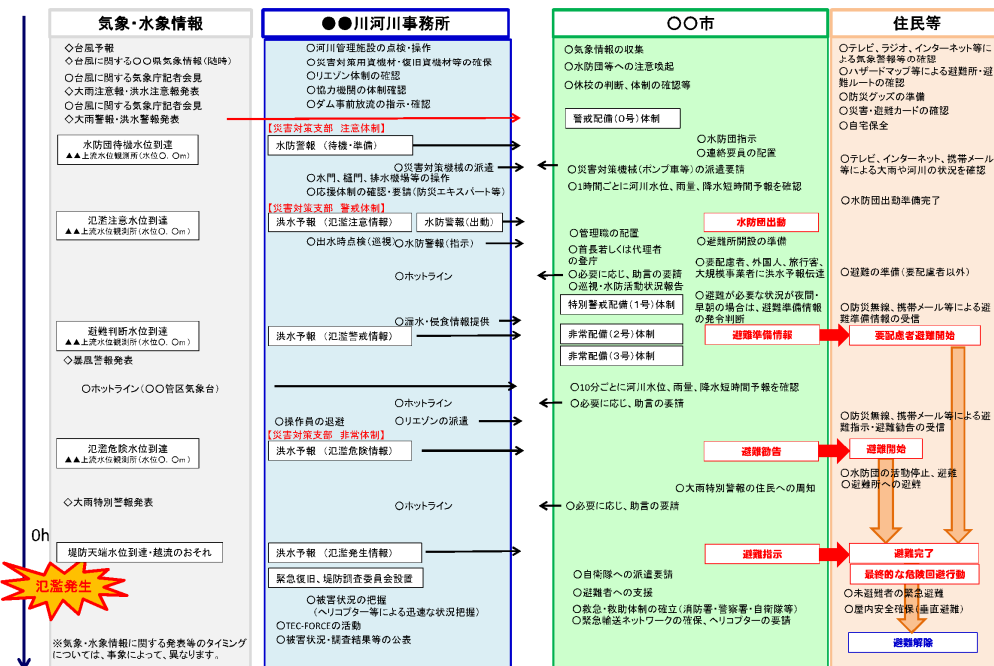 気象・水象情報
◇台風予報
◇台風に関する〇〇県気象情報(随時)
◇台風に関する気象庁記者会見
◇大雨注意報・洪水注意報発表
◇台風に関する気象庁記者会見
◇大雨警報・洪水警報発表
水防団待機水位到達
▲▲上流水位観測所(水位〇．〇m)
氾濫注意水位到達
▲▲上流水位観測所(水位〇．〇m)
避難判断水位到達
▲▲上流水位観測所(水位〇．〇m)
◇暴風警報発表
〇ホットライン(〇〇管区気象台)
氾濫危険水位到達
▲▲上流水位観測所(水位〇．〇m)
◇大雨特別警報発表
0h
堤防天端水位到達・越流のおそれ
氾濫発生
※気象・水象情報に関する発表等のタイミング
については、事象によって、異なります。
●●川河川事務所
〇河川管理施設の点検・操作
〇災害対策用資機材・復旧資機材等の確保
〇リエゾン体制の確認
〇協力機関の体制確認
〇ダム事前放流の指示・確認
【災害対策支部 注意体制】
水防警報（待機・準備）
〇災害対策機械の派遣
〇水門、樋門、排水機場等の操作
〇応援体制の確認・要請(防災エキスパート等)
【災害対策支部 警戒体制】
洪水予報（氾濫注意情報） 水防警報（出動）
〇出水時点検(巡視) 〇水防警報(指示)
〇ホットライン
〇漏水・侵食情報提供
洪水予報（氾濫警戒情報）
〇ホットライン
〇操作員の退避 〇リエゾンの派遣
【災害対策支部 非常体制】
洪水予報（氾濫危険情報）
〇ホットライン
洪水予報（氾濫発生情報）
緊急復旧、堤防調査委員会設置
〇被害状況の把握
(ヘリコプター等による迅速な状況把握)
〇TEC-FORCEの活動
〇被害状況・調査結果等の公表
〇〇市
〇気象情報の収集
〇水防団等への注意喚起
〇休校の判断、体制の確認等
警戒配備(0号)体制
〇水防団指示
〇連絡要員の配置
〇災害対策機械(ポンプ車等)の派遣要請
〇1時間ごとに河川水位、雨量、降水短時間予報を確認
水防団出動
〇管理職の配置
〇避難所開設の準備
〇首長若しくは代理者
の登庁
〇要配慮者、外国人、旅行客、
大規模事業者に洪水予報伝達
〇必要に応じ、助言の要請
〇巡視・水防活動状況報告
特別警戒配備(1号)体制
〇避難が必要な状況が夜間・
早朝の場合は、避難準備情報
の発令判断
非常配備(2号)体制
避難準備情報
非常配備(3号)体制
〇10分ごとに河川水位、雨量、降水短時間予報を確認
〇必要に応じ、助言の要請
避難勧告
〇大雨特別警報の住民への周知
〇必要に応じ、助言の要請
避難指示
〇自衛隊への派遣要請
〇避難者への支援
〇救急・救助体制の確立(消防署・警察署・自衛隊等)
〇緊急輸送ネットワークの確保、ヘリコプターの要請
住民等
〇テレビ、ラジオ、インターネット等に
よる気象警報等の確認
〇ハザードマップ等による避難所・避
難ルートの確認
〇防災グッズの準備
〇災害・避難カードの確認
〇自宅保全
〇テレビ、インターネット、携帯メール
等による大雨や河川の状況を確認
〇水防団出動準備完了
〇避難の準備(要配慮者以外)
〇防災無線、携帯メール等による避
難準備情報の受信
要配慮者避難開始
〇防災無線、携帯メール等による避
難指示・避難勧告の受信
避難開始
〇水防団の活動停止、避難
〇避難所への避難
避難完了
最終的な危険回避行動
〇未避難者の緊急避難
〇屋内安全確保(垂直避難)
避難解除